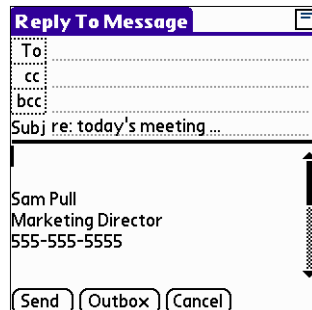 Reply To Message
To
cc
bcc
Subj re: today's meeting ...
Sam Pull
Marketing Director
555-555-5555
Send Outbox Cancel